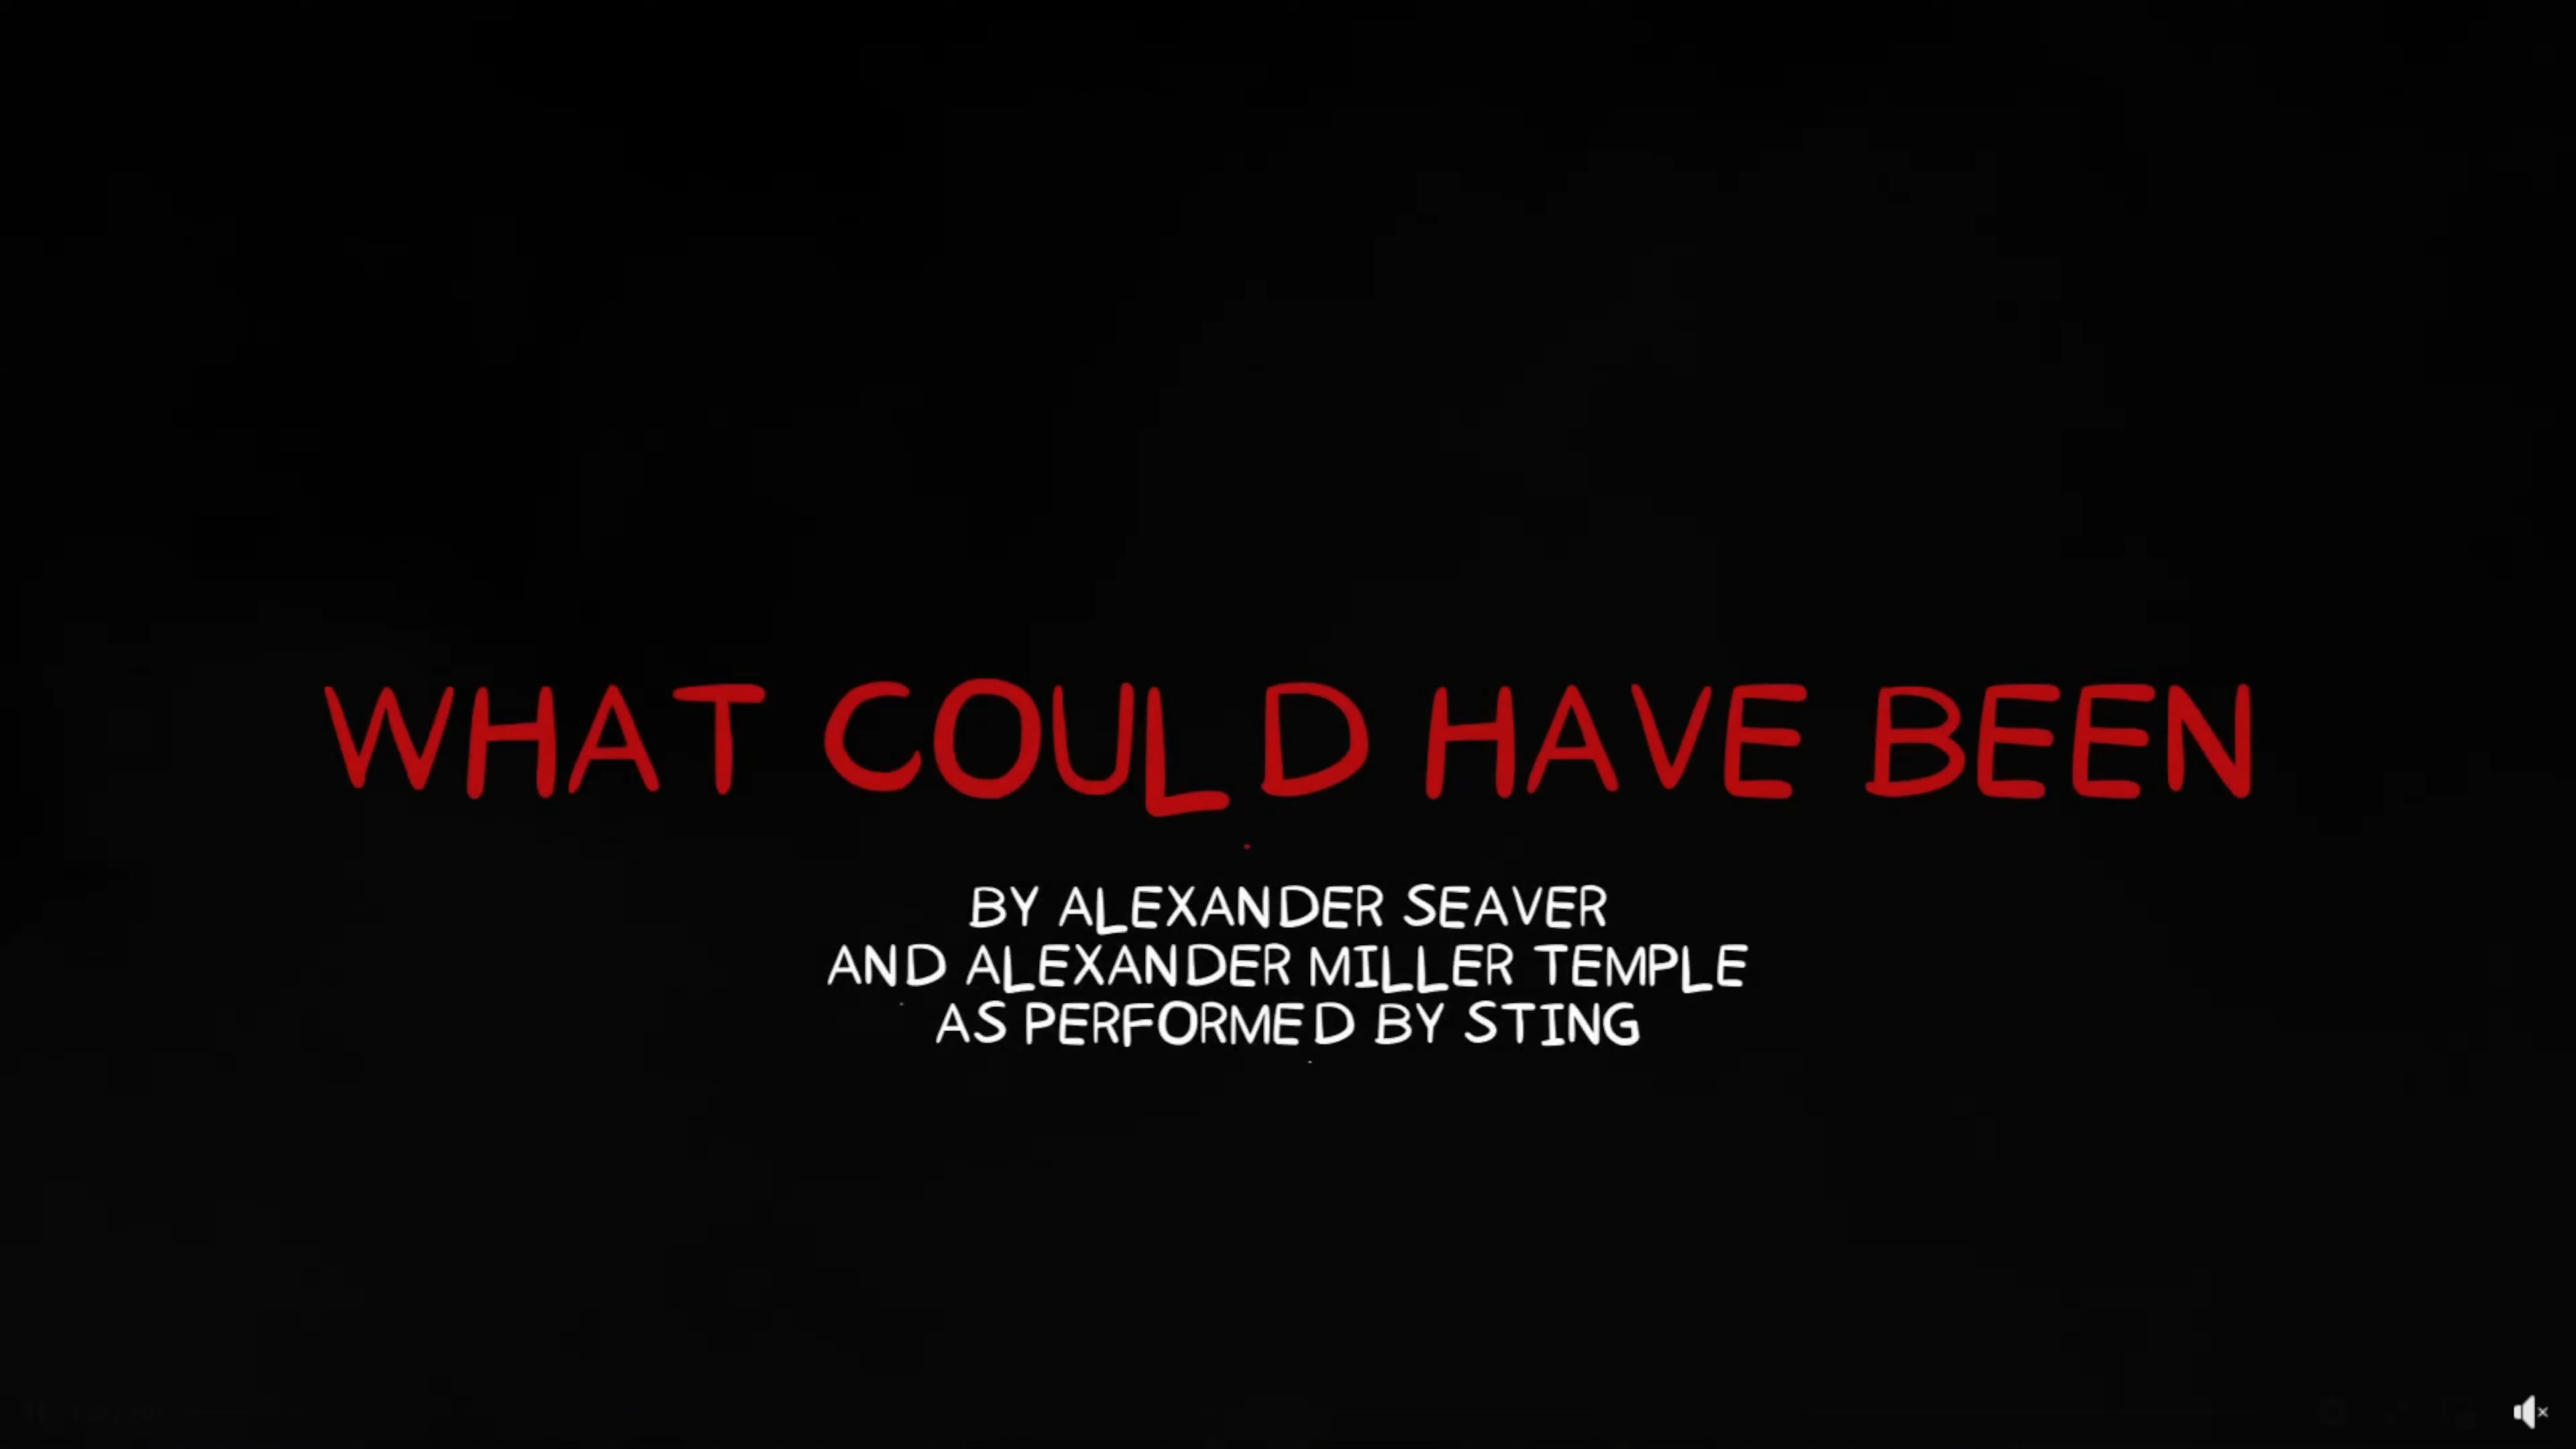 WHAT COULD HAVE BEEN
BY ALEXANDER SEAVER
AND ALEXANDER MILLER TEMPLE
AS PERFORMED BY STING